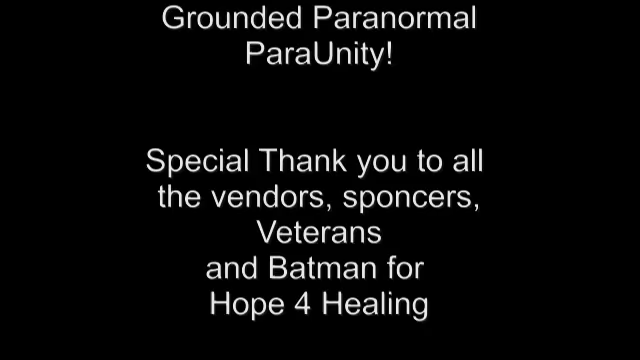 Grounded Paranormal
ParaUnity!
Special Thank you to all
the vendors, sponcers,
Veterans
and Batman for
Hope 4 Healing